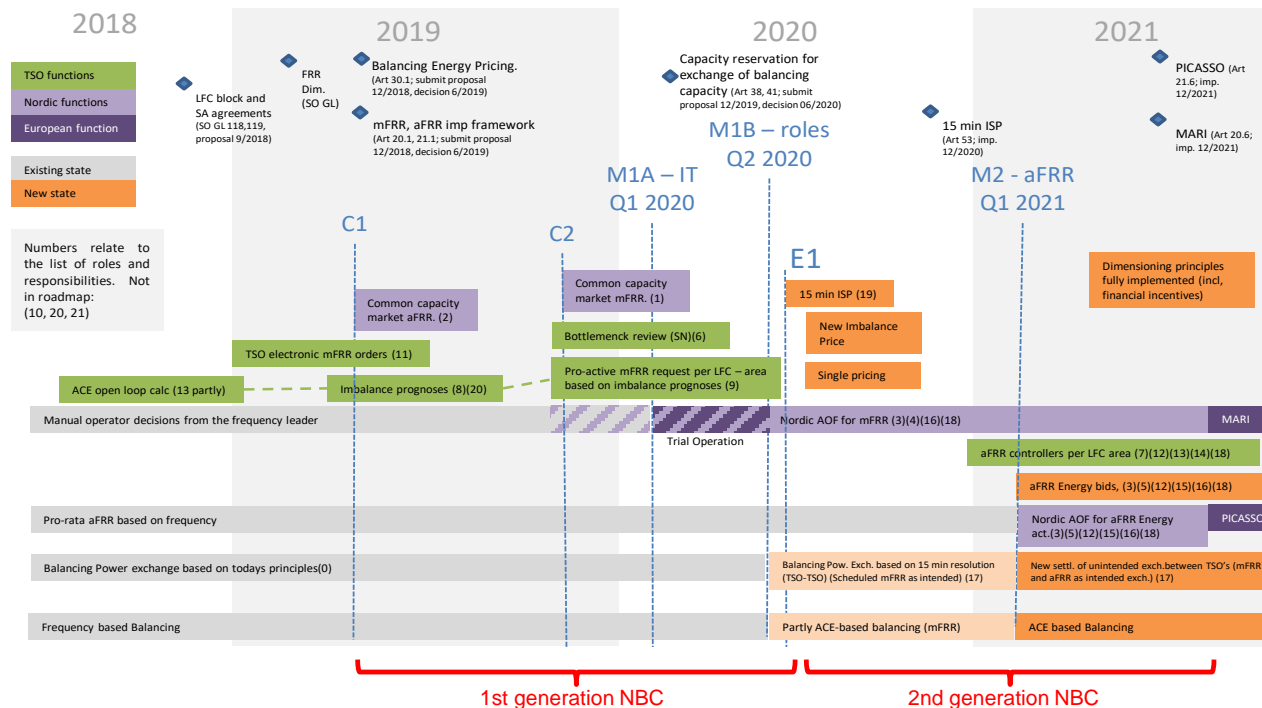 2018
2019
2020
2021
TSO functions
Nordic functions
European function
Existing state
New state
Numbers relate to
the list of roles and
responsibilities. Not
in roadmap:
(10, 20, 21)
LFC block and
SA agreements
(SO GL 118,119,
proposal 9/2018)
FRR
Dim.
(SO GL)
Balancing Energy Pricing.
(Art 30.1; submit proposal
12/2018, decision 6/2019)
mFRR, aFRR imp framework
(Art 20.1, 21.1; submit proposal
12/2018, decision 6/2019)
Capacity reservation for
exchange of balancing
capacity (Art 38, 41; submit
proposal 12/2019, decision 06/2020)
15 min ISP
(Art 53; imp.
12/2020)
PICASSO (Art
21.6; imp.
12/2021)
MARI (Art 20.6;
imp. 12/2021)
C1
C2
M1A – IT
Q1 2020
M1B – roles
Q2 2020
E1
M2 - aFRR
Q1 2021
Common capacity
market aFRR. (2)
Common capacity
market mFRR. (1)
15 min ISP (19)
Dimensioning principles
fully implemented (incl,
financial incentives)
Bottlemenck review (SN)(6)
New Imbalance
Price
TSO electronic mFRR orders (11)
Pro-active mFRR request per LFC – area
based on imbalance prognoses (9)
Single pricing
ACE open loop calc (13 partly)
Imbalance prognoses (8)(20)
Manual operator decisions from the frequency leader
Nordic AOF for mFRR (3)(4)(16)(18)
MARI
Trial Operation
aFRR controllers per LFC area (7)(12)(13)(14)(18)
aFRR Energy bids, (3)(5)(12)(15)(16)(18)
Pro-rata aFRR based on frequency
Nordic AOF for aFRR Energy
act.(3)(5)(12)(15)(16)(18)
PICASSO
Balancing Power exchange based on todays principles(0)
Balancing Pow. Exch. based on 15 min resolution
(TSO-TSO) (Scheduled mFRR as intended) (17)
New settl. of unintended exch.between TSO's (mFRR
and aFRR as intended exch.) (17)
Frequency based Balancing
Partly ACE-based balancing (mFRR)
ACE based Balancing
1st generation NBC
2nd generation NBC